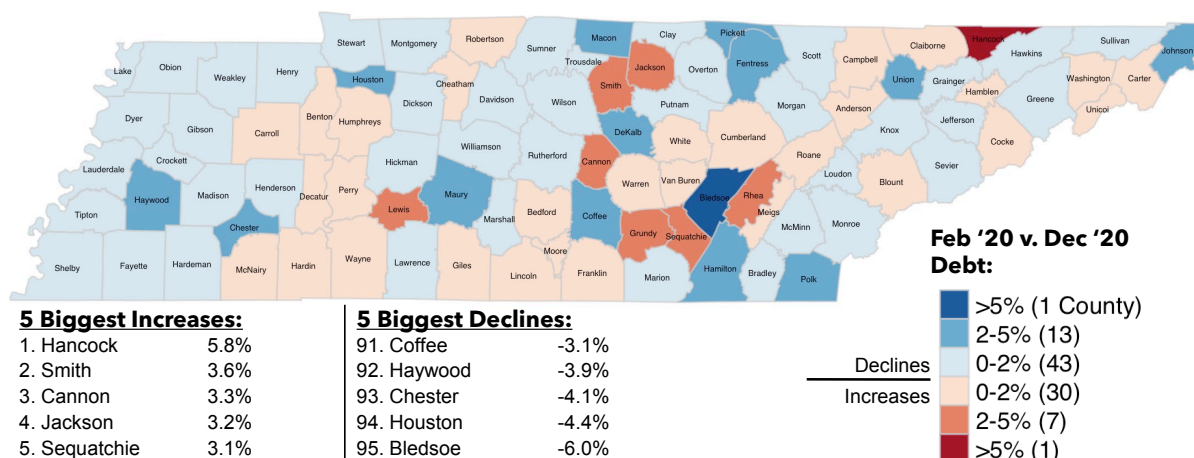 Stewart
Montgomery
Robertson
Sumner
Macon
Clay
Pickett
Scott
Campbell
Claiborne
Hancock
Hawkins
Sullivan
Johnson
Lake
Obion
Weakley
Henry
Houston
Cheatham
Trousdale
Smith
Jackson
Overton
Fentress
Union
Grainger
Hamblen
Washington
Carter
Unicoi
Greene
Dyer
Gibson
Carroll
Benton
Humphreys
Dickson
Davidson
Wilson
Putnam
Morgan
Anderson
Knox
Jefferson
Cocke
DeKalb
White
Cumberland
Roane
Loudon
Blount
Sevier
Lauderdale
Crockett
Haywood
Madison
Henderson
Decatur
Perry
Hickman
Williamson
Rutherford
Cannon
Warren
Van Buren
Bledsoe
Rhea
Meigs
McMinn
Monroe
Tipton
Chester
Lewis
Maury
Marshall
Bedford
Coffee
Grundy
Sequatchie
Shelby
Fayette
Hardeman
McNairy
Hardin
Wayne
Lawrence
Giles
Lincoln
Moore
Franklin
Marion
Hamilton
Bradley
Polk
Feb ‘20 v. Dec ‘20
Debt:
>5% (1 County)
2-5% (13)
Declines 0-2% (43)
Increases 0-2% (30)
2-5% (7)
>5% (1)
5 Biggest Increases:
1. Hancock 5.8%
2. Smith 3.6%
3. Cannon 3.3%
4. Jackson 3.2%
5. Sequatchie 3.1%
5 Biggest Declines:
91. Coffee -3.1%
92. Haywood -3.9%
93. Chester -4.1%
94. Houston -4.4%
95. Bledsoe -6.0%